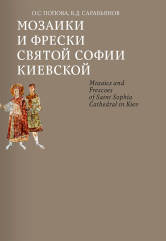 О.С. ПОПОВА, В.Д. САРАБЬЯНОВ
МОЗАИКИ
И ФРЕСКИ
СВЯТОЙ СОФИИ
КИЕВСКОЙ
Mosaics and
Frescoes
of Saint Sophia
Cathedral in Kiev